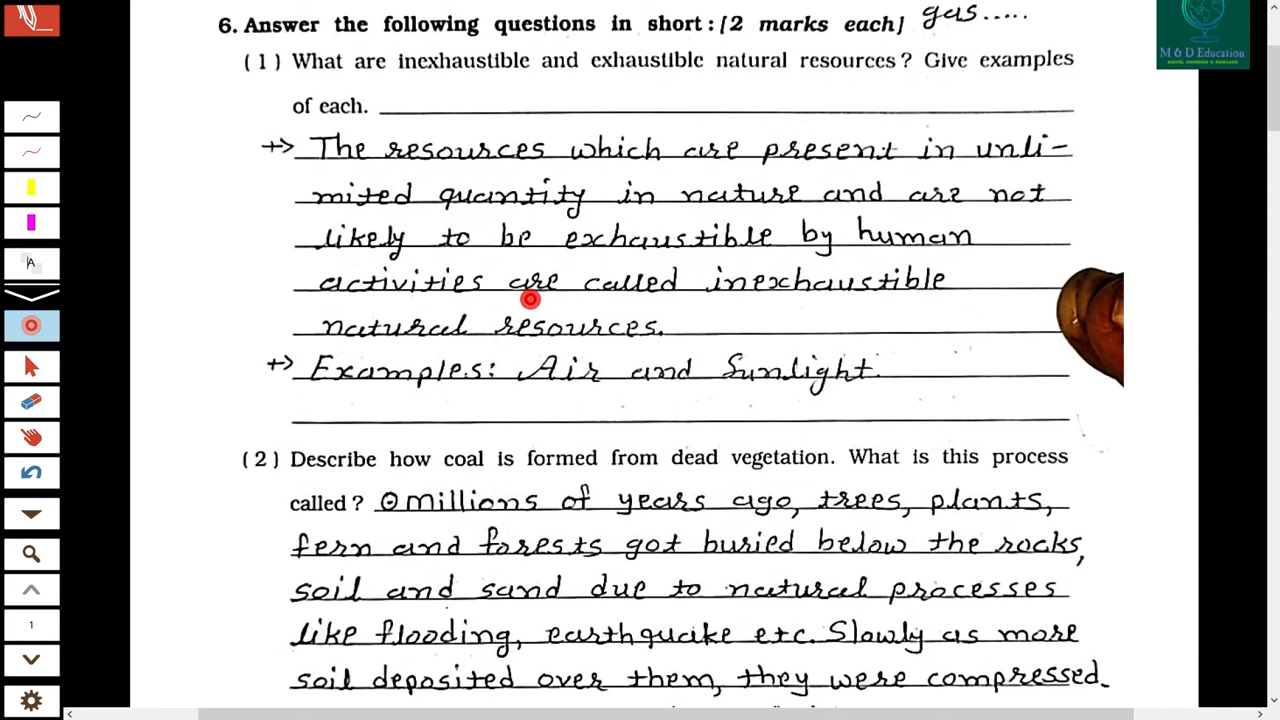 6. Answer the following questions in short : [2 marks each] gas.....
M & D Education
(1) What are inexhaustible and exhaustible natural resources? Give examples
of each.
The resources which are present in unli-
mited quantity in nature and are not
likely to be exhaustible by human
activities are called inexhaustible
natural resources.
Examples: Air and Sunlight.
(2) Describe how coal is formed from dead vegetation. What is this process
called? millions of years ago, trees, plants,
fern and forests got buried below the rocks,
soil and sand due to natural processes
like flooding, earthquake etc. Slowly as more
soil deposited over them, they were compressed.
A
1